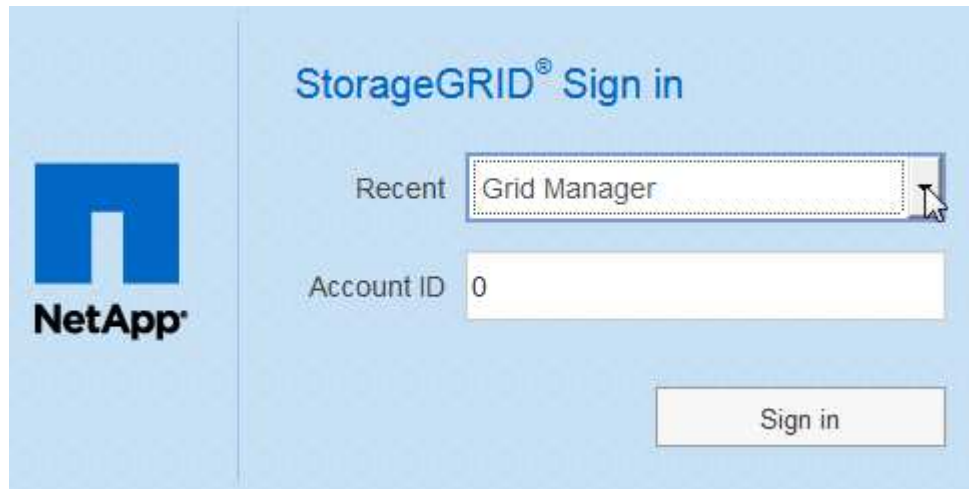 StorageGRID® Sign in
Recent Grid Manager
Account ID 0
NetApp®
Sign in